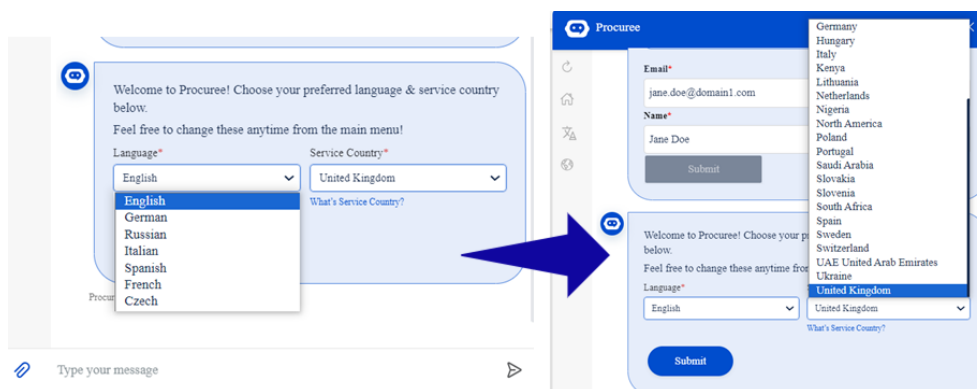 Welcome to Procuree! Choose your preferred language & service country
below.
Feel free to change these anytime from the main menu!
Language*
Service Country*
English
United Kingdom
What's Service Country?
English
German
Russian
Italian
Spanish
French
Czech
Procur
Type your message
Procuree
Email*
jane.doe@domain1.com
Name*
Jane Doe
Submit
Germany
Hungary
Italy
Kenya
Lithuania
Netherlands
Nigeria
North America
Poland
Portugal
Saudi Arabia
Slovakia
Slovenia
South Africa
Spain
Sweden
Switzerland
UAE United Arab Emirates
Ukraine
United Kingdom
Welcome to Procuree! Choose your p
below.
Feel free to change these anytime fro
Language*
English
United Kingdom
What's Service Country?
Submit